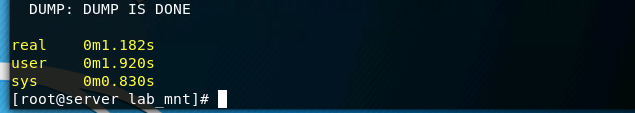 DUMP: DUMP IS DONE
real 0m1.182s
user 0m1.920s
sys 0m0.830s
[root@server lab_mnt]#